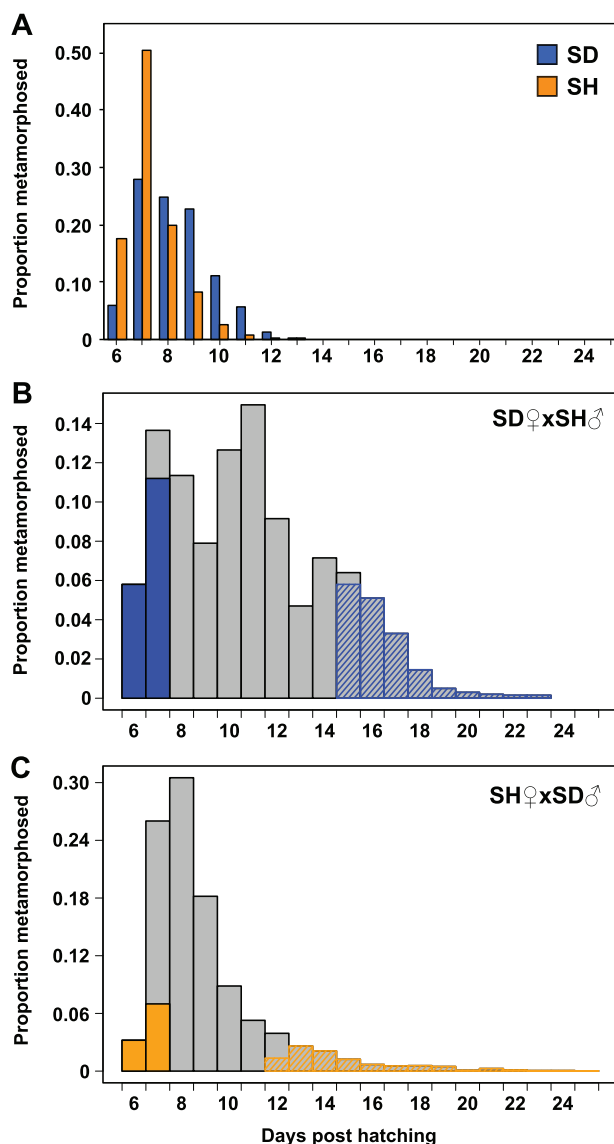 A
Proportion metamorphosed
0.50
0.40
0.30
0.20
0.10
0
SD
SH
6 8 10 12 14 16 18 20 22 24
B
Proportion metamorphosed
0.14
0.12
0.10
0.08
0.06
0.04
0.02
0
SD♀xSH♂
6 8 10 12 14 16 18 20 22 24
C
Proportion metamorphosed
0.30
0.24
0.18
0.12
0.06
0
SH♀xSD♂
6 8 10 12 14 16 18 20 22 24
Days post hatching